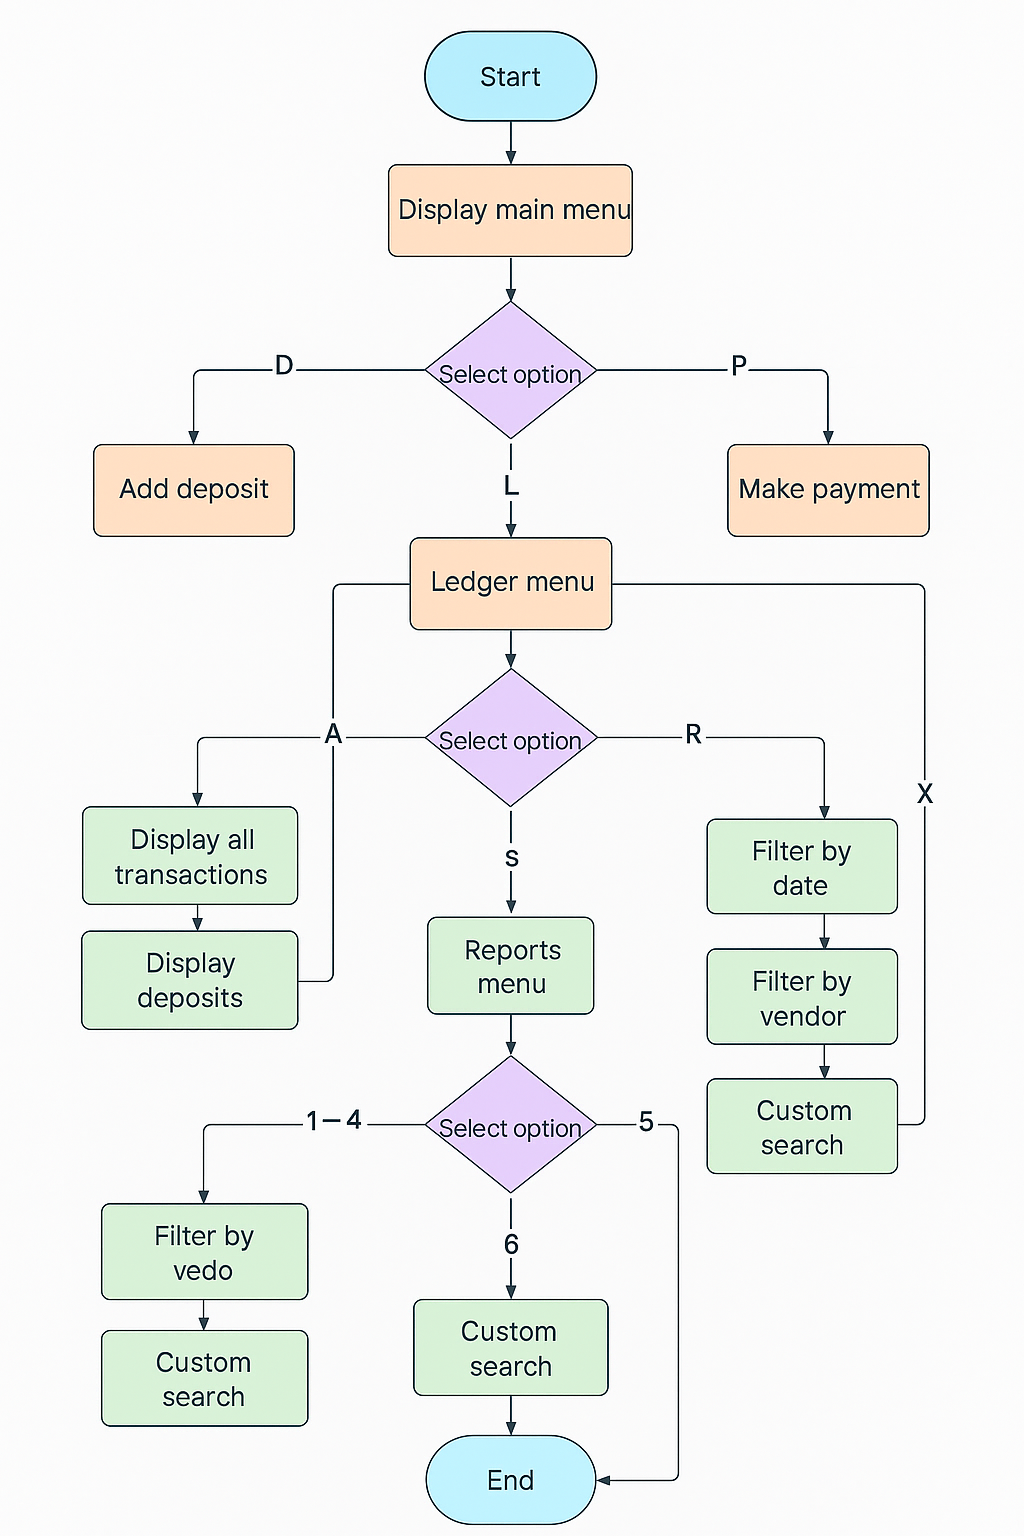 Start
Display main menu
Select option
D
P
Add deposit
L
Make payment
Ledger menu
Select option
A
R
X
Display all
transactions
s
Filter by
date
Display
deposits
Reports
menu
Filter by
vendor
Select option
1–4
5
Custom
search
Filter by
vedo
6
Custom
search
Custom
search
End